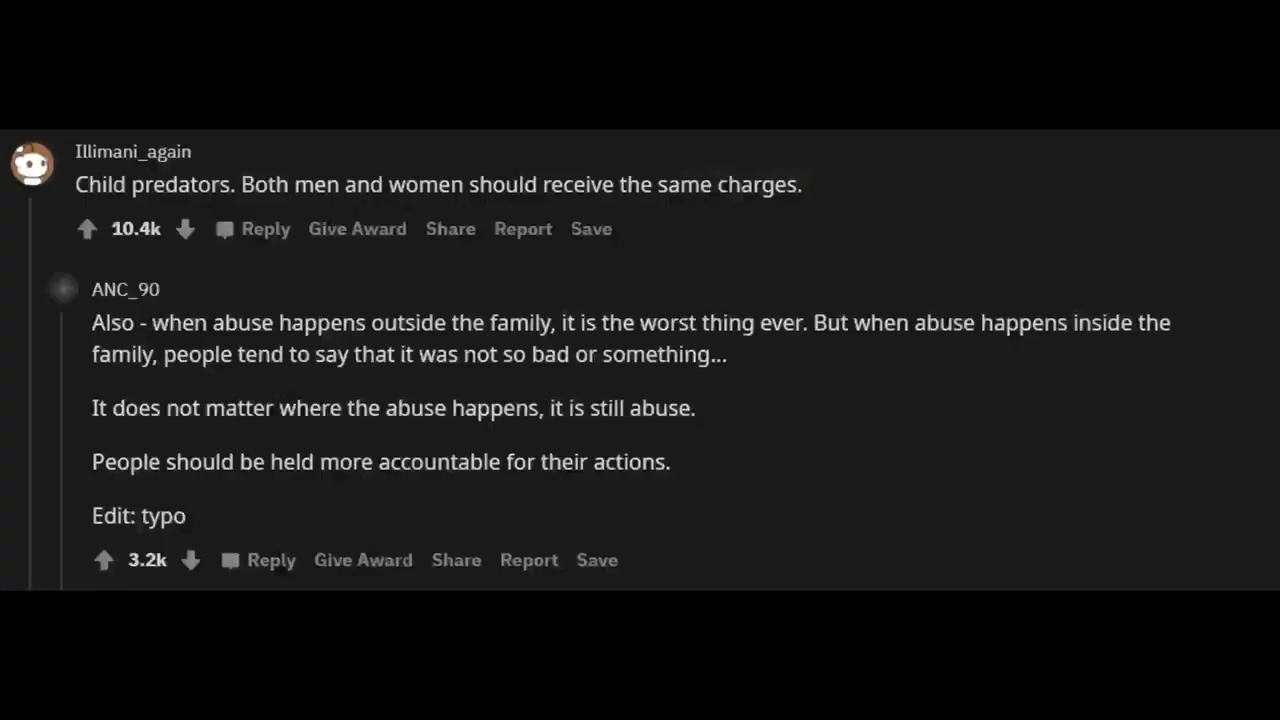 Illimani_again
Child predators. Both men and women should receive the same charges.
10.4k Reply Give Award Share Report Save
ANC_90
Also - when abuse happens outside the family, it is the worst thing ever. But when abuse happens inside the
family, people tend to say that it was not so bad or something...
It does not matter where the abuse happens, it is still abuse.
People should be held more accountable for their actions.
Edit: typo
3.2k Reply Give Award Share Report Save